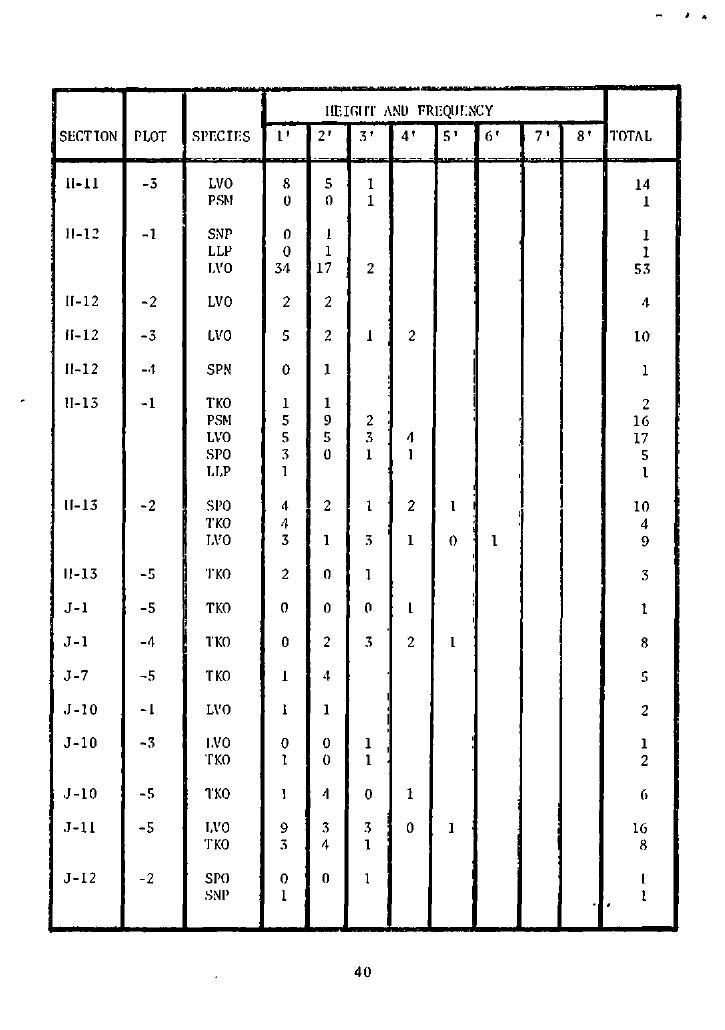 HEIGHT AND FREQUENCY
SECTION PLOT SPECIES 1' 2' 3' 4' 5' 6' 7' 8' TOTAL
H-11 -3 LVO 8 5 1 14
PSM 0 0 1 1
H-12 -1 SNP 0 1 1
LLP 0 1 1
LVO 34 17 2 53
H-12 -2 LVO 2 2 4
H-12 -3 LVO 5 2 1 2 10
H-12 -4 SPN 0 1 1
H-13 -1 TKO 1 1 2
PSM 5 9 2 16
LVO 5 5 3 4 17
SPO 3 0 1 1 5
LLP 1 1
H-13 -2 SPO 4 2 1 2 1 10
TKO 4 4
LVO 3 1 3 1 0 1 9
H-13 -5 TKO 2 0 1 3
J-1 -5 TKO 0 0 0 1 1
J-1 -4 TKO 0 2 3 2 1 8
J-7 -5 TKO 1 4 5
J-10 -1 LVO 1 1 2
J-10 -3 LVO 0 0 1 1
TKO 1 0 1 2
J-10 -5 TKO 1 4 0 1 6
J-11 -5 LVO 9 3 3 0 1 16
TKO 3 4 1 8
J-12 -2 SPO 0 0 1 1
SNP 1 1
40